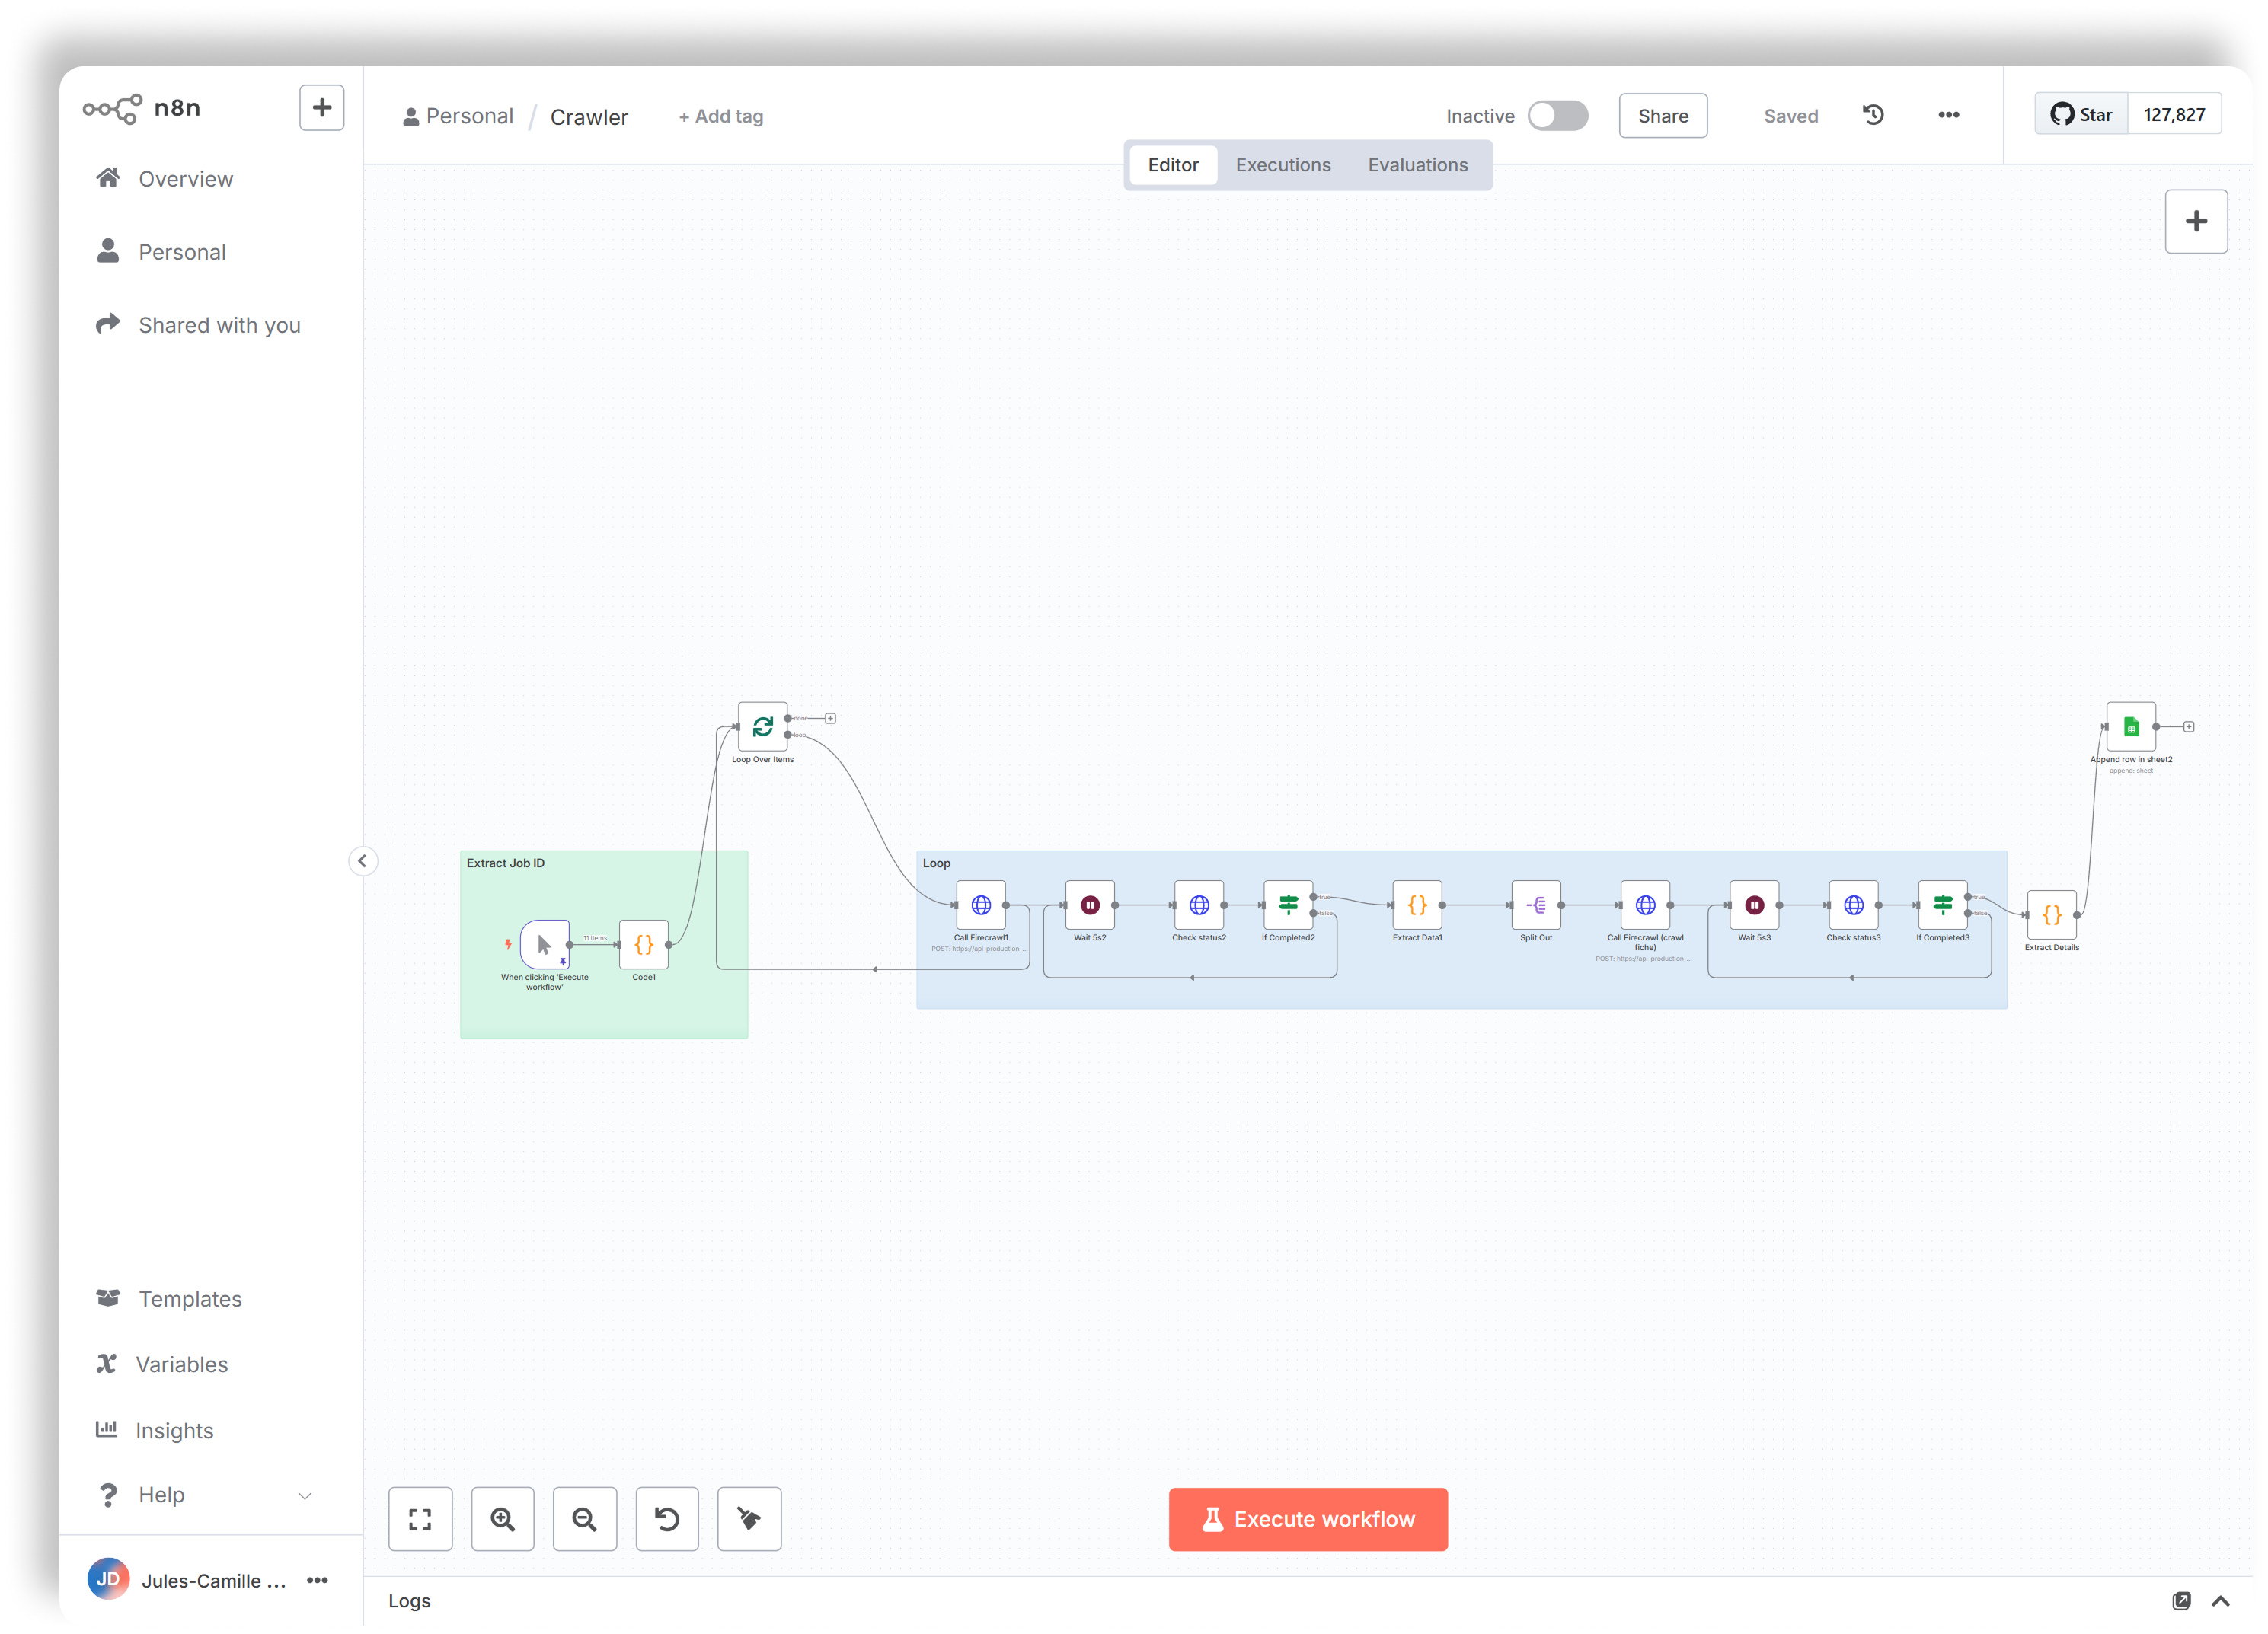 n8n
Overview
Personal
Shared with you
Templates
Variables
Insights
Help
JD
Jules-Camille ...
Personal / Crawler
+ Add tag
Inactive
Share
Saved
Star
127,827
Editor
Executions
Evaluations
done
loop
Loop Over Items
Append row in sheet2
append: sheet
Extract Job ID
11 items
When clicking 'Execute
workflow'
Code1
Loop
Call Firecrawl1
POST: https://api-production-...
Wait 5s2
Check status2
true
false
If Completed2
Extract Data1
Split Out
Call Firecrawl (crawl
fiche)
POST: https://api-production-...
Wait 5s3
Check status3
true
false
If Completed3
Extract Details
Execute workflow
Logs